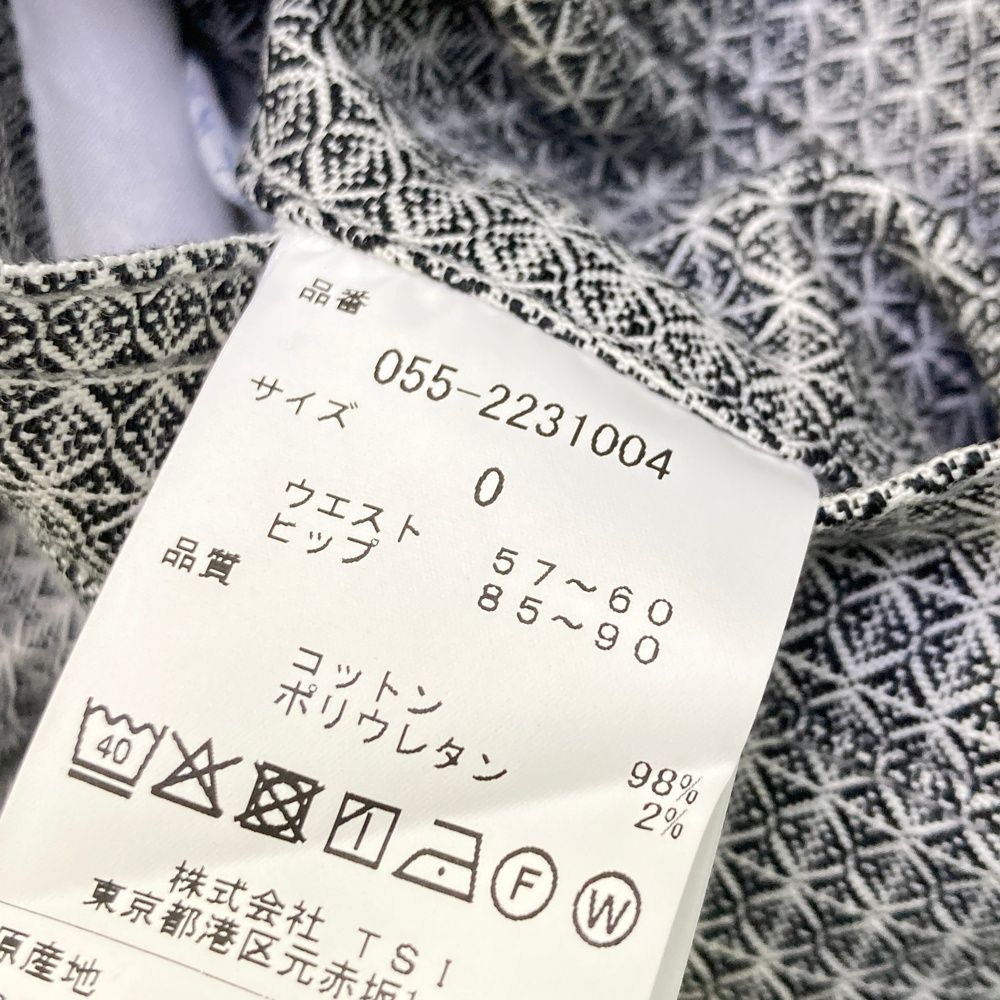 品番
055-2231004
サイズ
0
ウエスト 57～60
ヒップ 85～90
品質
コットン 98%
ポリウレタン 2%
40
F W
株式会社 TSI
東京都港区元赤坂
原産地